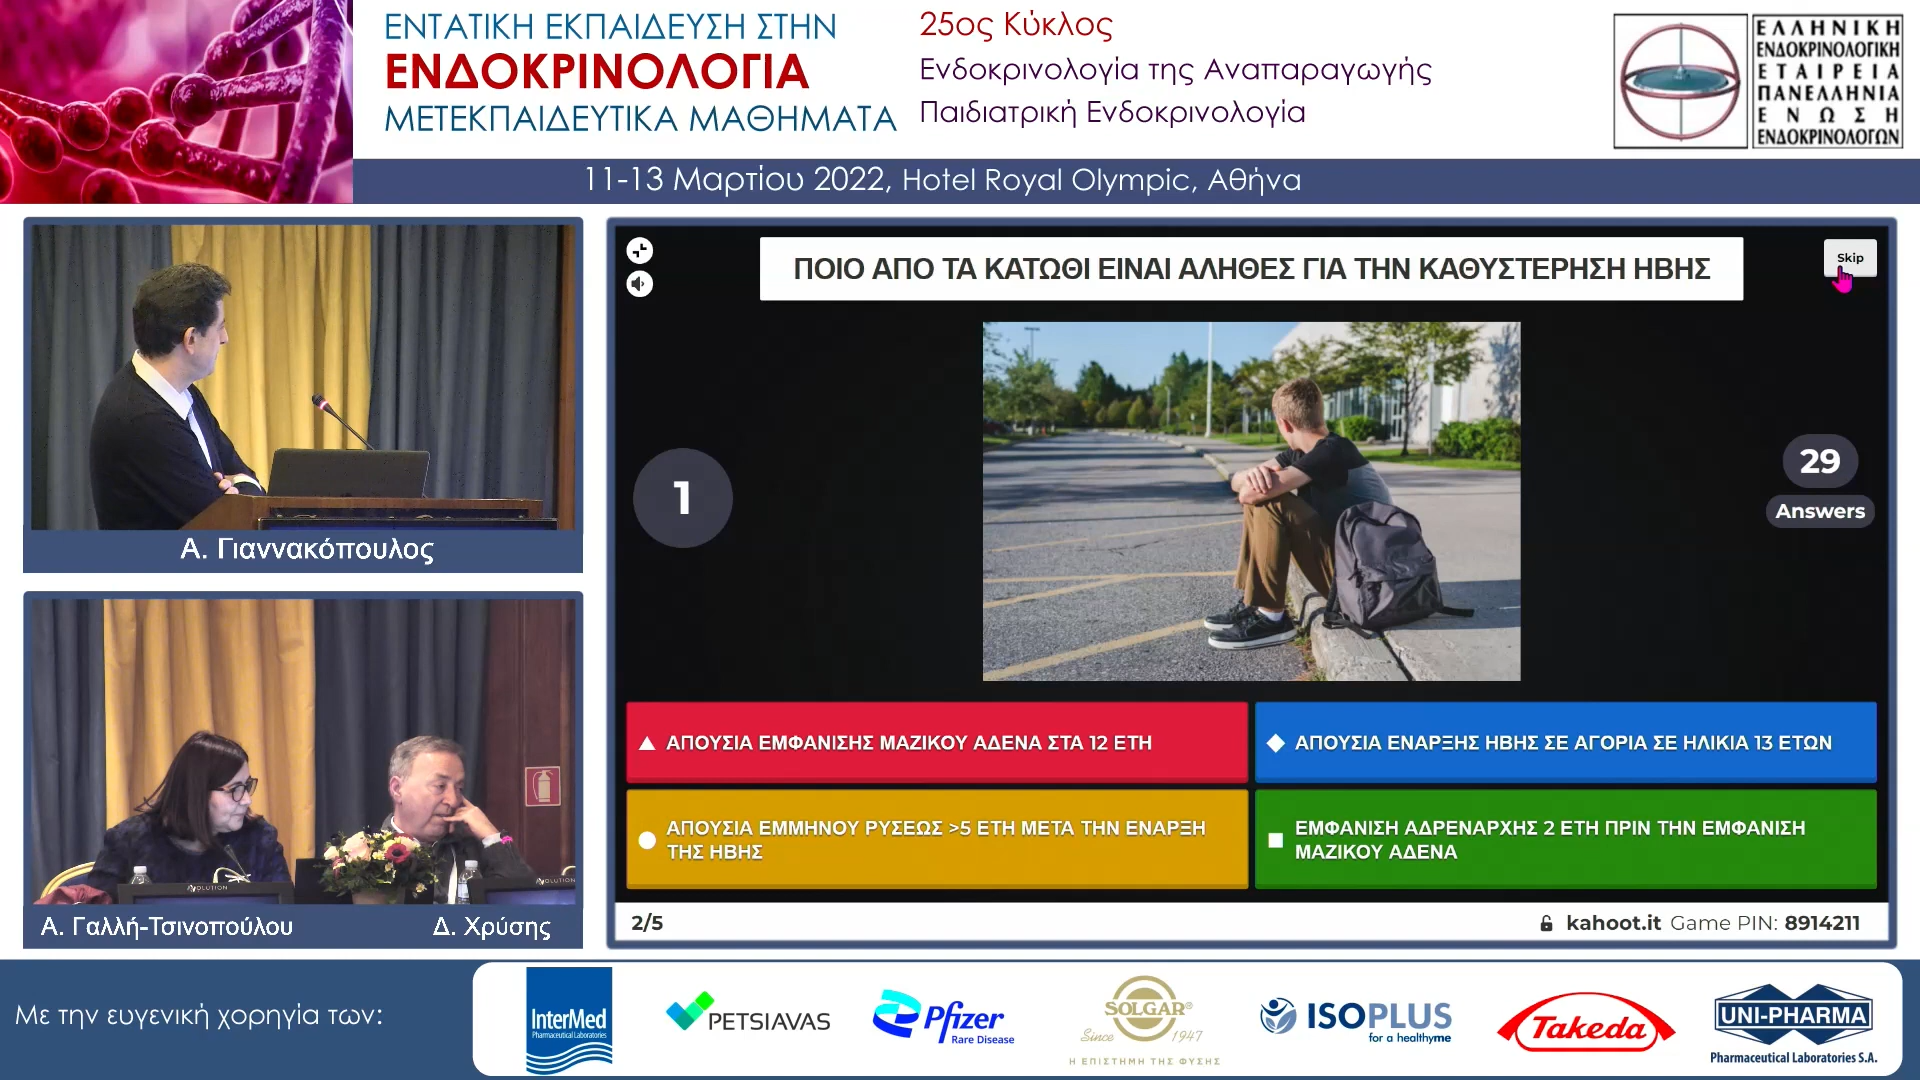 ΕΝΤΑΤΙΚΗ ΕΚΠΑΙΔΕΥΣΗ ΣΤΗΝ
ΕΝΔΟΚΡΙΝΟΛΟΓΙΑ
ΜΕΤΕΚΠΑΙΔΕΥΤΙΚΑ ΜΑΘΗΜΑΤΑ
25ος Κύκλος
Ενδοκρινολογία της Αναπαραγωγής
Παιδιατρική Ενδοκρινολογία
ΕΛΛΗΝΙΚΗ
ΕΝΔΟΚΡΙΝΟΛΟΓΙΚΗ
ΕΤΑΙΡΕΙΑ
ΠΑΝΕΛΛΗΝΙΑ
ΕΝΩΣΗ
ΕΝΔΟΚΡΙΝΟΛΟΓΩΝ
11-13 Μαρτίου 2022, Hotel Royal Olympic, Αθήνα
Α. Γιαννακόπουλος
AVOLUTION
AVOLUTION
Α. Γαλλή-Τσινοπούλου
Δ. Χρύσης
ΠΟΙΟ ΑΠΟ ΤΑ ΚΑΤΩΘΙ ΕΙΝΑΙ ΑΛΗΘΕΣ ΓΙΑ ΤΗΝ ΚΑΘΥΣΤΕΡΗΣΗ ΗΒΗΣ
Skip
1
29
Answers
ΑΠΟΥΣΙΑ ΕΜΦΑΝΙΣΗΣ ΜΑΖΙΚΟΥ ΑΔΕΝΑ ΣΤΑ 12 ΕΤΗ
ΑΠΟΥΣΙΑ ΕΝΑΡΞΗΣ ΗΒΗΣ ΣΕ ΑΓΟΡΙΑ ΣΕ ΗΛΙΚΙΑ 13 ΕΤΩΝ
ΑΠΟΥΣΙΑ ΕΜΜΗΝΟΥ ΡΥΣΕΩΣ >5 ΕΤΗ ΜΕΤΑ ΤΗΝ ΕΝΑΡΞΗ
ΤΗΣ ΗΒΗΣ
ΕΜΦΑΝΙΣΗ ΑΔΡΕΝΑΡΧΗΣ 2 ΕΤΗ ΠΡΙΝ ΤΗΝ ΕΜΦΑΝΙΣΗ
ΜΑΖΙΚΟΥ ΑΔΕΝΑ
2/5
kahoot.it Game PIN: 8914211
Με την ευγενική χορηγία των:
InterMed
Pharmaceutical Laboratories
PETSIAVAS
Pfizer
Rare Disease
SOLGAR®
Since 1947
Η ΕΠΙΣΤΗΜΗ ΤΗΣ ΦΥΣΗΣ
ISOPLUS
for a healthyme
Takeda
UNI-PHARMA
Pharmaceutical Laboratories S.A.